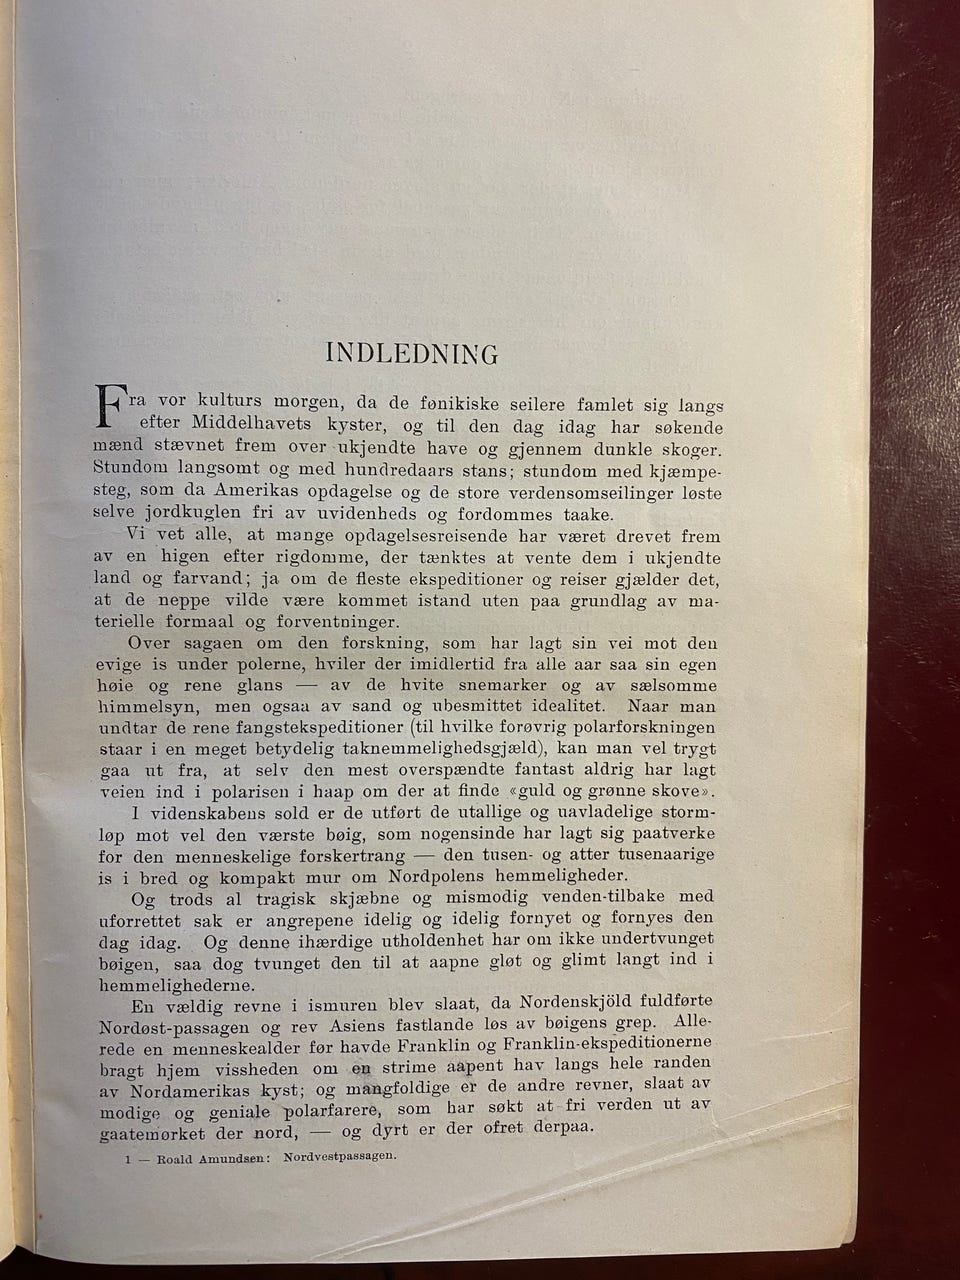 INDLEDNING
Fra vor kulturs morgen, da de fønikiske seilere famlet sig langs
efter Middelhavets kyster, og til den dag idag har søkende
mænd stævnet frem over ukjendte have og gjennem dunkle skoger.
Stundom langsomt og med hundredaars stans; stundom med kjæmpe-
steg, som da Amerikas opdagelse og de store verdensomseilinger løste
selve jordkuglen fri av uvidenheds og fordommes taake.
Vi vet alle, at mange opdagelsesreisende har været drevet frem
av en higen efter rigdomme, der tænktes at vente dem i ukjendte
land og farvand; ja om de fleste ekspeditioner og reiser gjælder det,
at de neppe vilde være kommet istand uten paa grundlag av ma-
terielle formaal og forventninger.
Over sagaen om den forskning, som har lagt sin vei mot den
evige is under polerne, hviler der imidlertid fra alle aar saa sin egen
høie og rene glans — av de hvite snemarker og av sælsomme
himmelsyn, men ogsaa av sand og ubesmittet idealitet. Naar man
undtar de rene fangstekspeditioner (til hvilke forøvrig polarforskningen
staar i en meget betydelig taknemmelighedsgjæld), kan man vel trygt
gaa ut fra, at selv den mest overspændte fantast aldrig har lagt
veien ind i polarisen i haap om der at finde «guld og grønne skove».
I videnskabens sold er de utført de utallige og uavladelige storm-
løp mot vel den værste bøig, som nogensinde har lagt sig paatverke
for den menneskelige forskertrang — den tusen- og atter tusenaarige
is i bred og kompakt mur om Nordpolens hemmeligheder.
Og trods al tragisk skjæbne og mismodig venden-tilbake med
uforrettet sak er angrepene idelig og idelig fornyet og fornyes den
dag idag. Og denne ihærdige utholdenhet har om ikke undertvunget
bøigen, saa dog tvunget den til at aapne gløt og glimt langt ind i
hemmelighederne.
En vældig revne i ismuren blev slaat, da Nordenskjöld fuldførte
Nordøst-passagen og rev Asiens fastlande løs av bøigens grep. Alle-
rede en menneskealder før havde Franklin og Franklin-ekspeditionerne
bragt hjem vissheden om en strime aapent hav langs hele randen
av Nordamerikas kyst; og mangfoldige er de andre revner, slaat av
modige og geniale polarfarere, som har søkt at fri verden ut av
gaatemørket der nord, — og dyrt er der ofret derpaa.
1 — Roald Amundsen: Nordvestpassagen.